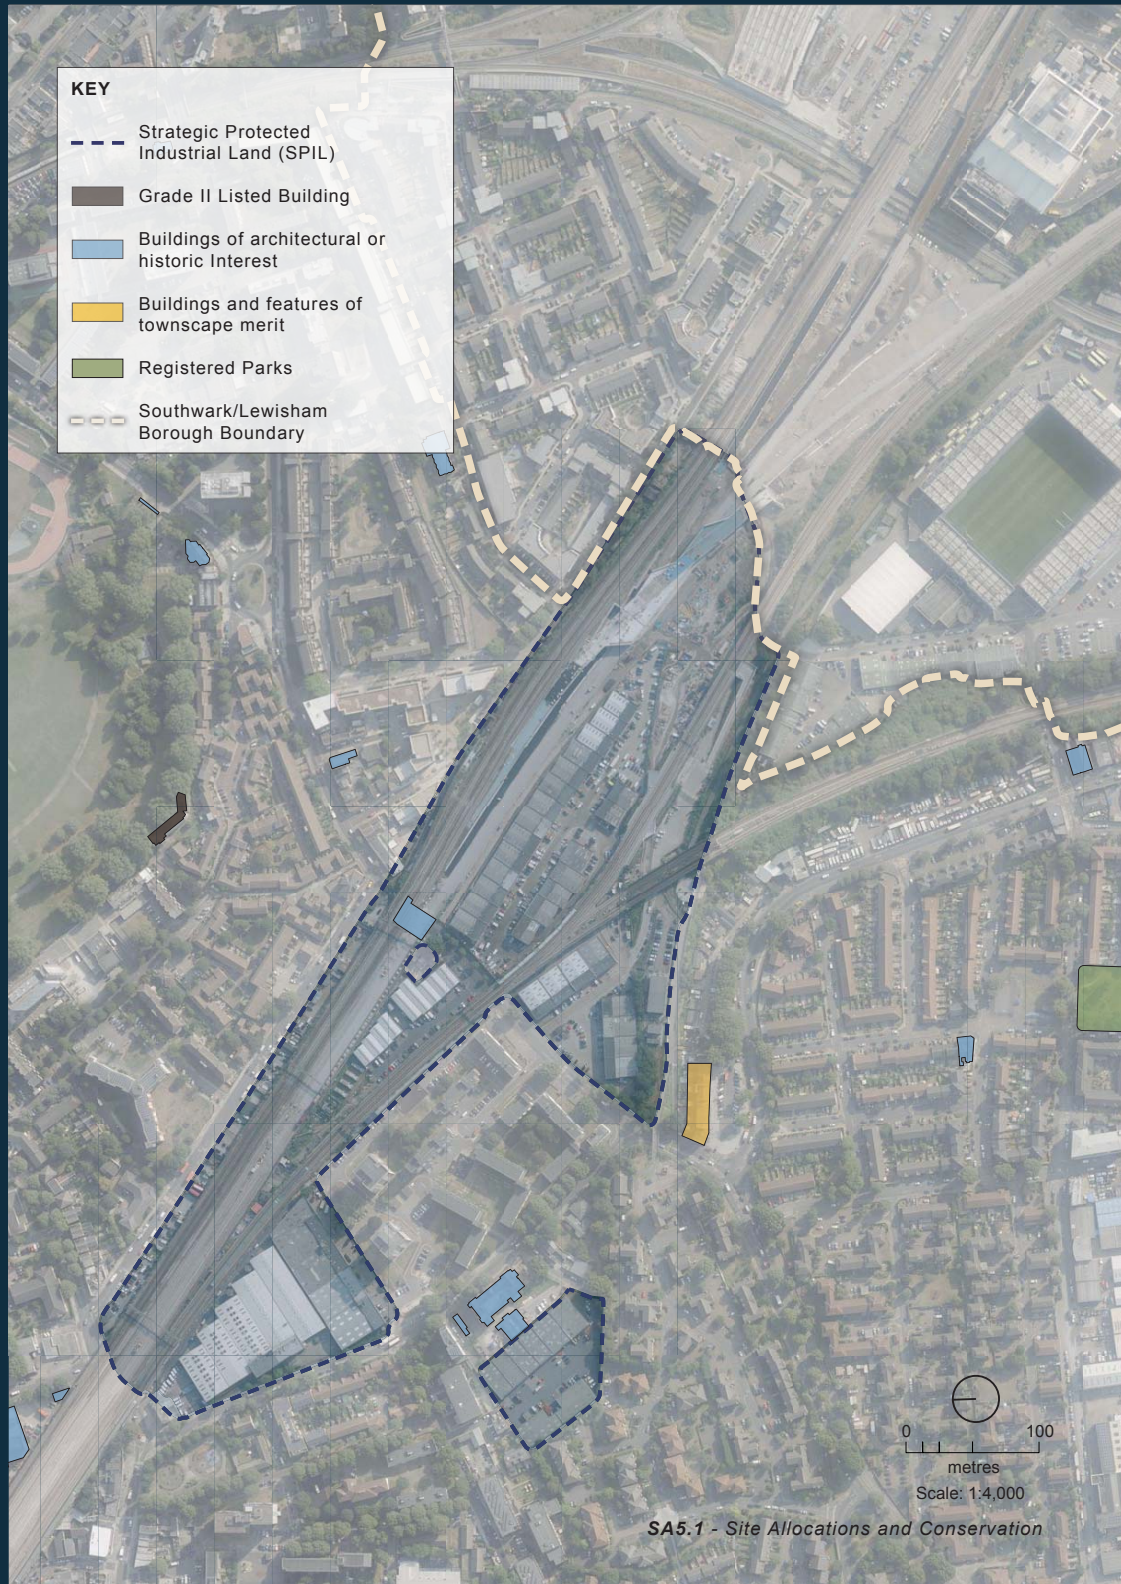 KEY
Strategic Protected
Industrial Land (SPIL)
Grade II Listed Building
Buildings of architectural or
historic Interest
Buildings and features of
townscape merit
Registered Parks
Southwark/Lewisham
Borough Boundary
0 100
metres
Scale: 1:4,000
SA5.1 - Site Allocations and Conservation